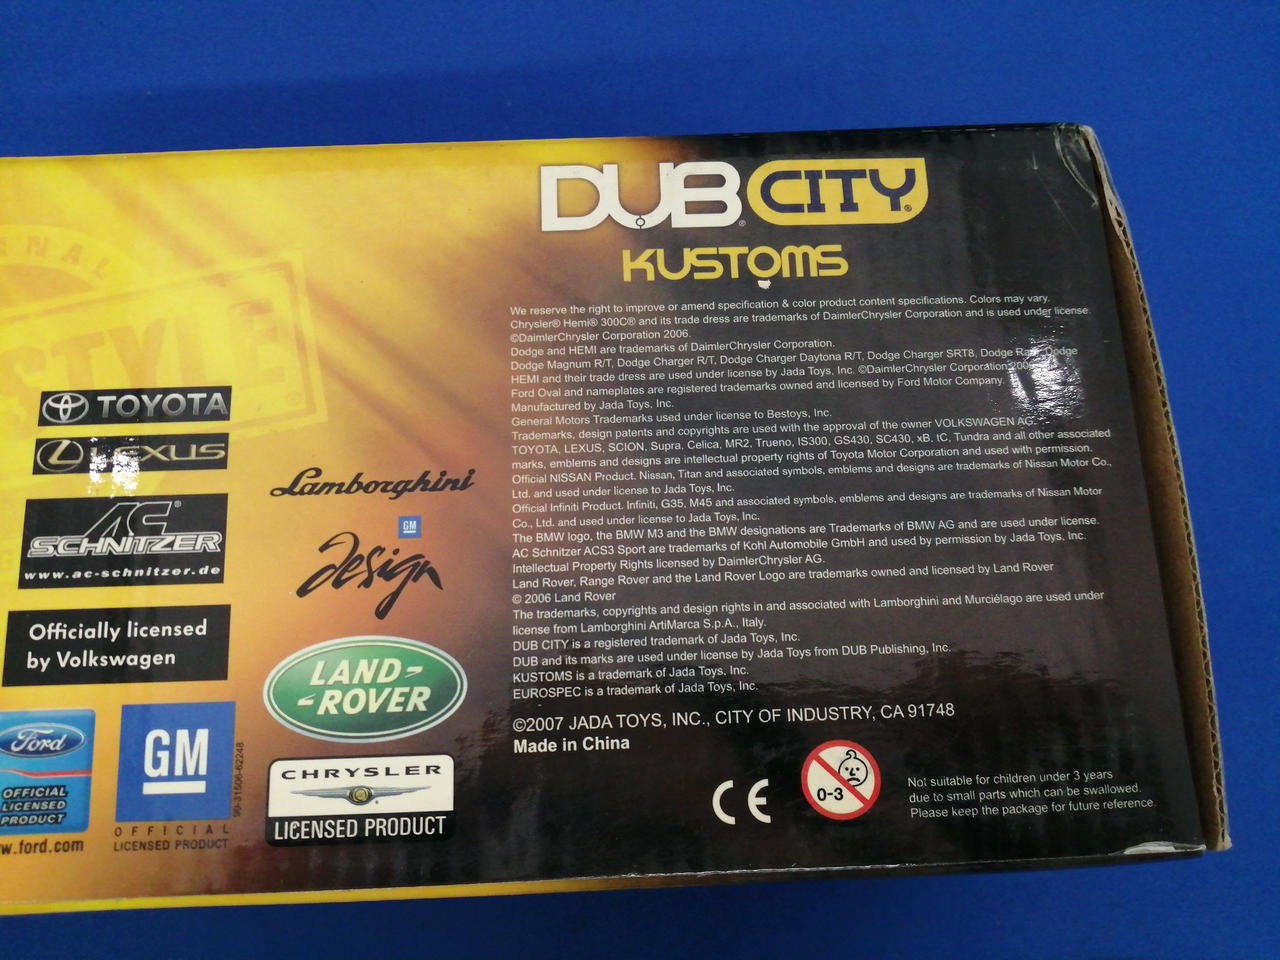 DUB CITY®
KUSTOMS
We reserve the right to improve or amend specification & color product content specifications. Colors may vary.
Chrysler® Hemi® 300C® and its trade dress are trademarks of DaimlerChrysler Corporation and is used under license
©DaimlerChrysler Corporation 2006.
Dodge and HEMI are trademarks of DaimlerChrysler Corporation.
Dodge Magnum R/T, Dodge Charger R/T, Dodge Charger Daytona R/T, Dodge Charger SRT8, Dodge Dodge
HEMI and their trade dress are used under license by Jada Toys, Inc. ©DaimlerChrysler Corporation
Ford Oval and nameplates are registered trademarks owned and licensed by Ford Motor Company.
Manufactured by Jada Toys, Inc.
General Motors Trademarks used under license to Bestoys, Inc.
Trademarks, design patents and copyrights are used with the approval of the owner VOLKSWAGEN AG.
TOYOTA, LEXUS, SCION, Supra, Celica, MR2, Trueno, IS300, GS430, SC430, xB, tC, Tundra and all other associated
marks, emblems and designs are intellectual property rights of Toyota Motor Corporation and used with permission.
Official NISSAN Product. Nissan, Titan and associated symbols, emblems and designs are trademarks of Nissan Motor Co.,
Ltd. and used under license to Jada Toys, Inc.
Official Infiniti Product. Infiniti, G35, M45 and associated symbols, emblems and designs are trademarks of Nissan Motor
Co., Ltd. and used under license to Jada Toys, Inc.
The BMW logo, the BMW M3 and the BMW designations are Trademarks of BMW AG and are used under license.
AC Schnitzer ACS3 Sport are trademarks of Kohl Automobile GmbH and used by permission by Jada Toys, Inc.
Intellectual Property Rights licensed by DaimlerChrysler AG.
Land Rover, Range Rover and the Land Rover Logo are trademarks owned and licensed by Land Rover
© 2006 Land Rover
The trademarks, copyrights and design rights in and associated with Lamborghini and Murciélago are used under
license from Lamborghini ArtiMarca S.p.A., Italy.
DUB CITY is a registered trademark of Jada Toys, Inc.
DUB and its marks are used under license by Jada Toys from DUB Publishing, Inc.
KUSTOMS is a trademark of Jada Toys, Inc.
EUROSPEC is a trademark of Jada Toys, Inc.
©2007 JADA TOYS, INC., CITY OF INDUSTRY, CA 91748
Made in China
CE
0-3
Not suitable for children under 3 years
due to small parts which can be swallowed.
Please keep the package for future reference.
STYLE
TOYOTA
LEXUS
AC®
SCHNITZER
www.ac-schnitzer.de
Officially licensed
by Volkswagen
Ford
OFFICIAL
LICENSED
PRODUCT
w.ford.com
GM
OFFICIAL
LICENSED PRODUCT
90-31506-62248
Lamborghini
GM
design
LAND-
-ROVER
CHRYSLER
LICENSED PRODUCT